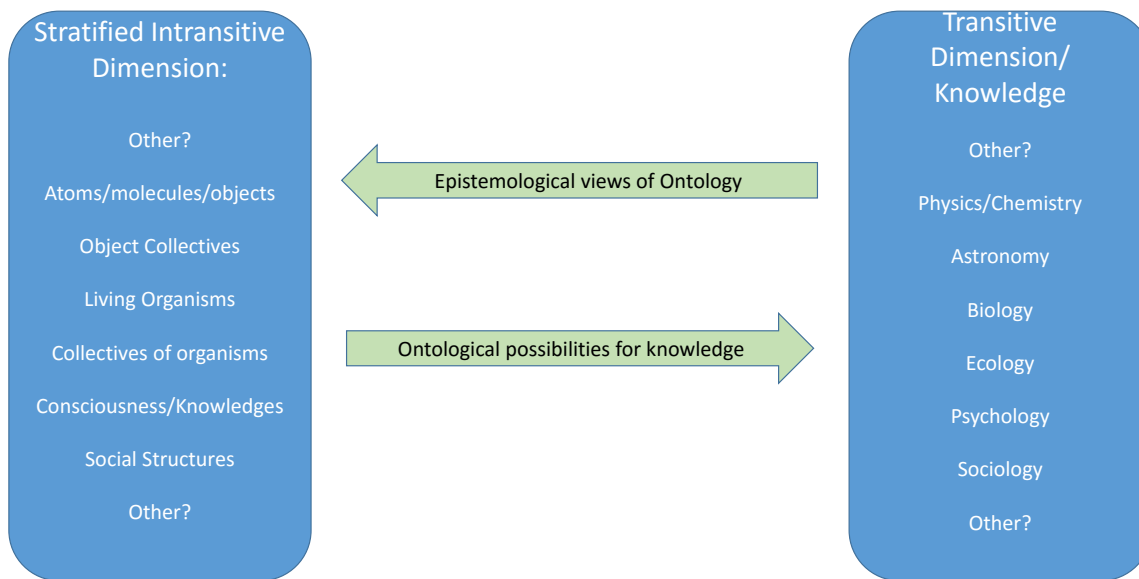 Stratified Intransitive
Dimension:
Other?
Atoms/molecules/objects
Object Collectives
Living Organisms
Collectives of organisms
Consciousness/Knowledges
Social Structures
Other?
Epistemological views of Ontology
Ontological possibilities for knowledge
Transitive
Dimension/
Knowledge
Other?
Physics/Chemistry
Astronomy
Biology
Ecology
Psychology
Sociology
Other?